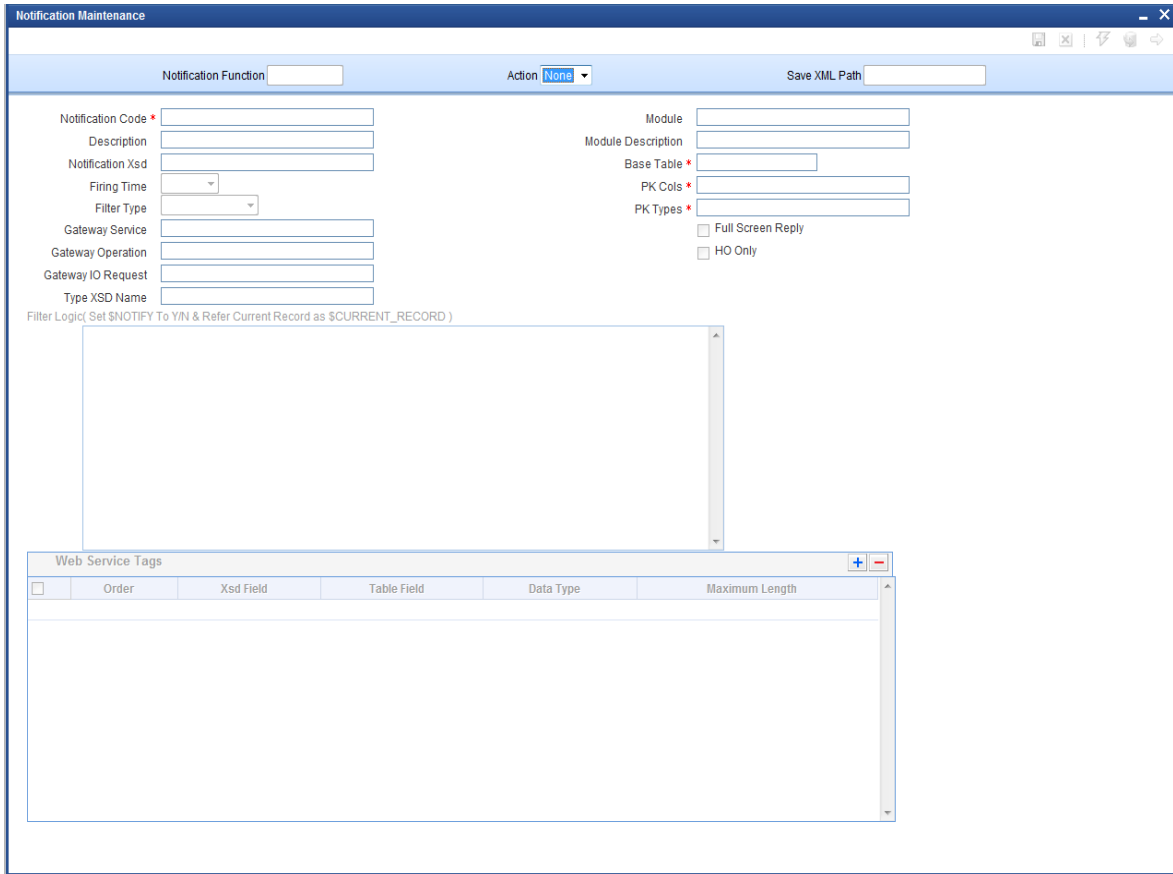 Notification Maintenance
Notification Function Action None Save XML Path
Notification Code * Module
Description Module Description
Notification Xsd Base Table *
Firing Time PK Cols *
Filter Type PK Types *
Gateway Service Full Screen Reply
Gateway Operation HO Only
Gateway IO Request
Type XSD Name
Filter Logic( Set $NOTIFY To Y/N & Refer Current Record as $CURRENT_RECORD )
Web Service Tags
Order Xsd Field Table Field Data Type Maximum Length